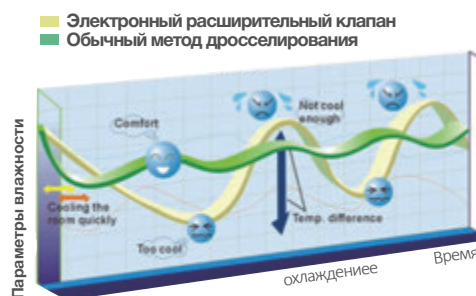 Электронный расширительный клапан
Обычный метод дросселирования
Параметры влажности
Comfort
Not cool
enough
Cooling the
room quickly
Too cool
Temp. difference
охлаждениее
Время